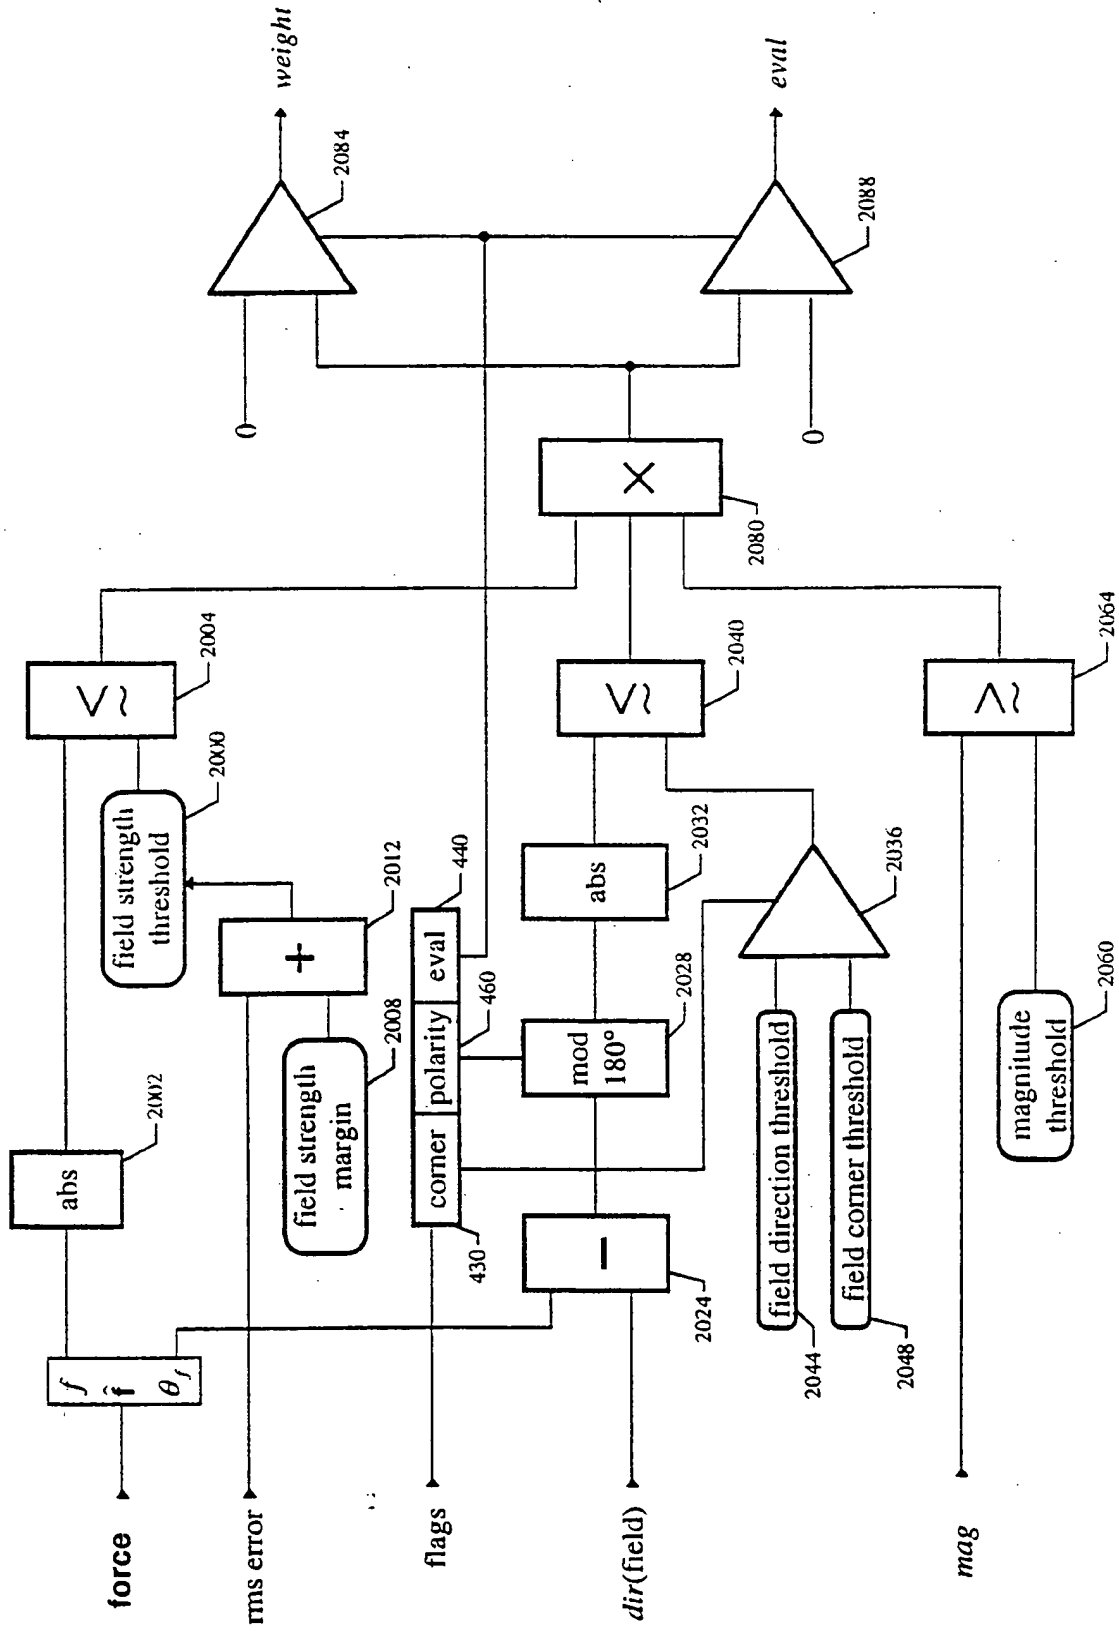 force
rms error
flags
dir(field)
mag
f
f̂
θf
abs
2002
field strength
threshold
2000
≲
2004
field strength
margin
2008
+
2012
corner
polarity
eval
430
460
440
−
2024
mod
180°
2028
abs
2032
≲
2040
field direction threshold
2044
field corner threshold
2048
2036
magnitude
threshold
2060
≳
2064
×
2080
0
2084
weight
0
2088
eval